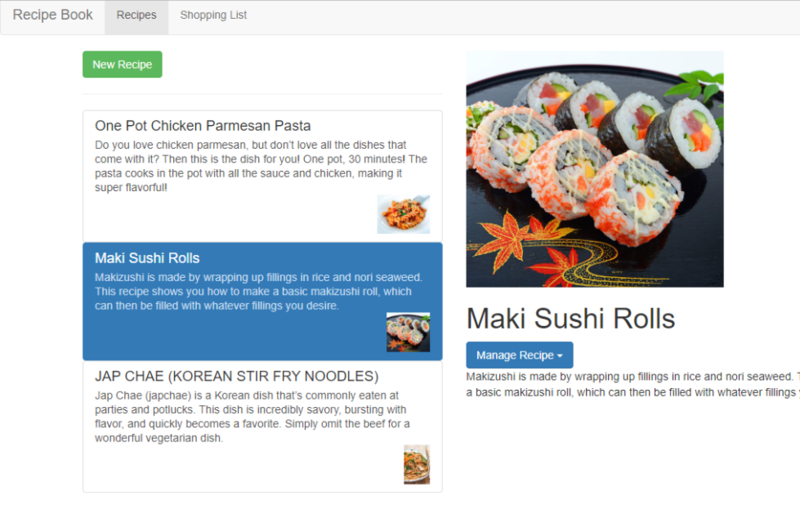 Recipe Book Recipes Shopping List
New Recipe
One Pot Chicken Parmesan Pasta
Do you love chicken parmesan, but don't love all the dishes that
come with it? Then this is the dish for you! One pot, 30 minutes! The
pasta cooks in the pot with all the sauce and chicken, making it
super flavorful!
Maki Sushi Rolls
Makizushi is made by wrapping up fillings in rice and nori seaweed.
This recipe shows you how to make a basic makizushi roll, which
can then be filled with whatever fillings you desire.
JAP CHAE (KOREAN STIR FRY NOODLES)
Jap Chae (japchae) is a Korean dish that's commonly eaten at
parties and potlucks. This dish is incredibly savory, bursting with
flavor, and quickly becomes a favorite. Simply omit the beef for a
wonderful vegetarian dish.
Maki Sushi Rolls
Manage Recipe
Makizushi is made by wrapping up fillings in rice and nori seaweed.
a basic makizushi roll, which can then be filled with whatever fillings